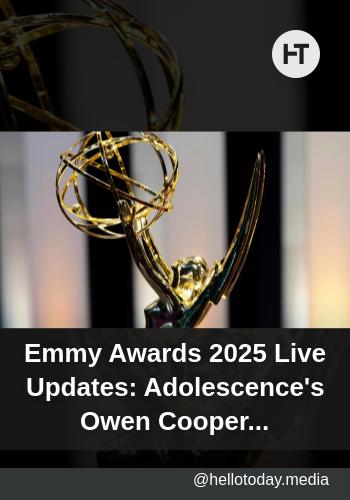 HT
Emmy Awards 2025 Live
Updates: Adolescence's
Owen Cooper...
@hellotoday.media